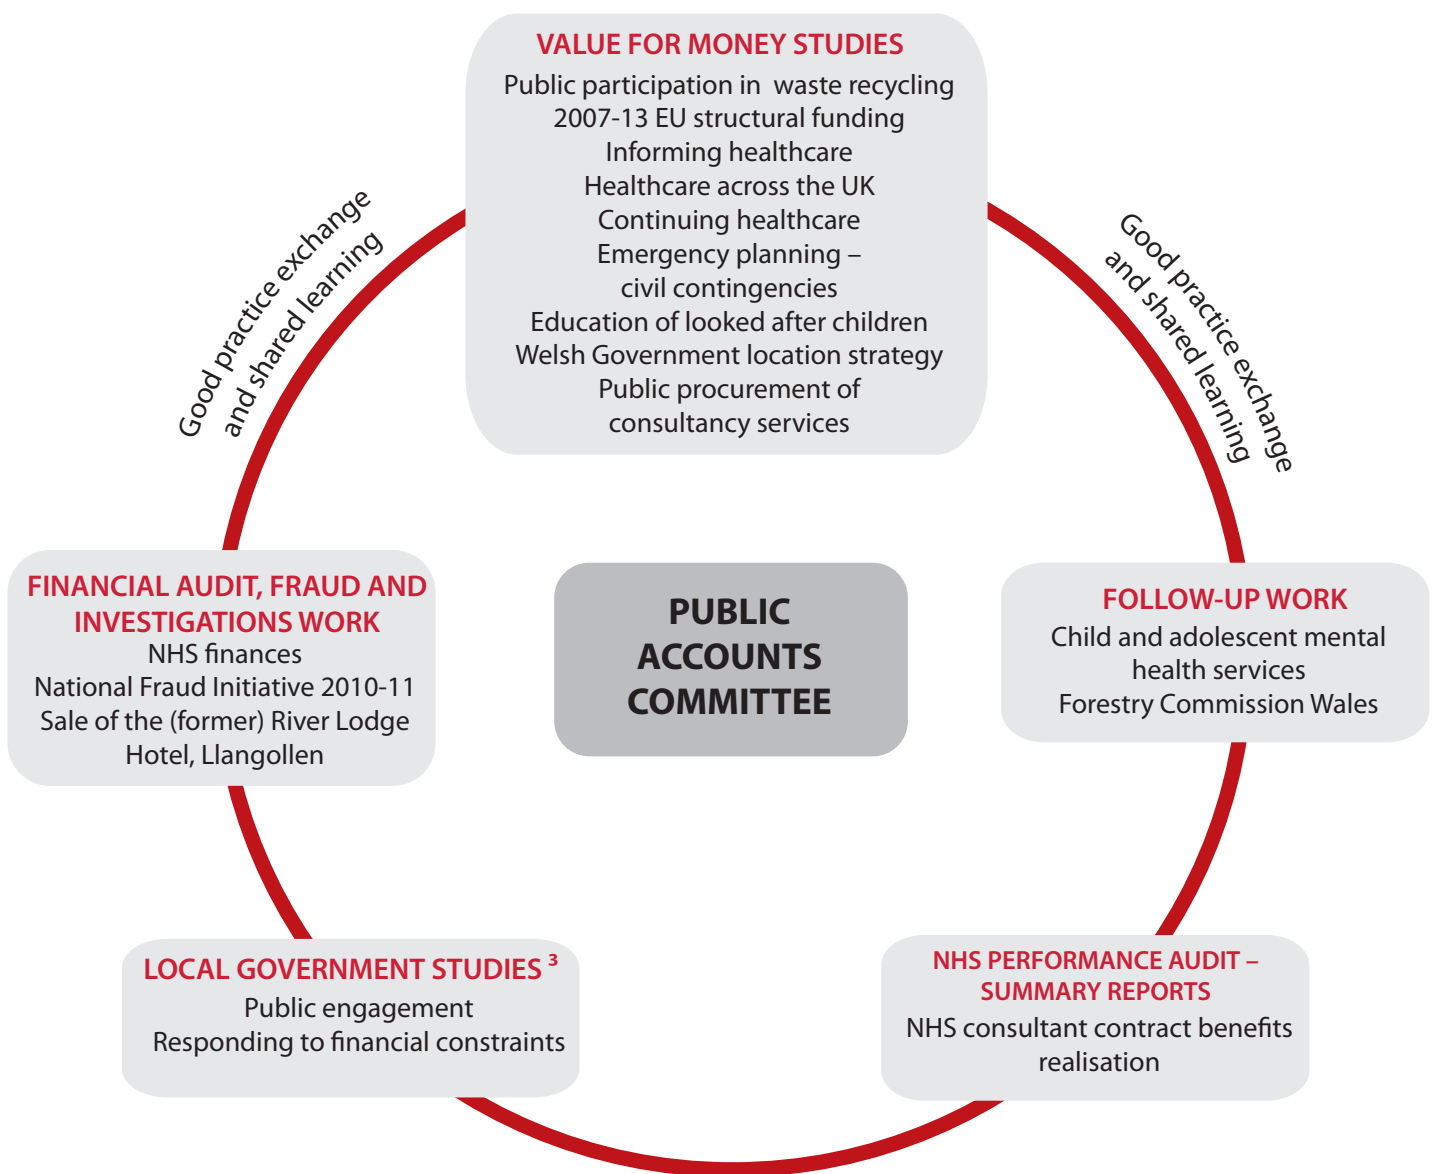 VALUE FOR MONEY STUDIES
Public participation in waste recycling
2007-13 EU structural funding
Informing healthcare
Healthcare across the UK
Continuing healthcare
Emergency planning –
civil contingencies
Education of looked after children
Welsh Government location strategy
Public procurement of
consultancy services
Good practice exchange
and shared learning
Good practice exchange
and shared learning
FINANCIAL AUDIT, FRAUD AND
INVESTIGATIONS WORK
NHS finances
National Fraud Initiative 2010-11
Sale of the (former) River Lodge
Hotel, Llangollen
PUBLIC
ACCOUNTS
COMMITTEE
FOLLOW-UP WORK
Child and adolescent mental
health services
Forestry Commission Wales
LOCAL GOVERNMENT STUDIES ³
Public engagement
Responding to financial constraints
NHS PERFORMANCE AUDIT –
SUMMARY REPORTS
NHS consultant contract benefits
realisation